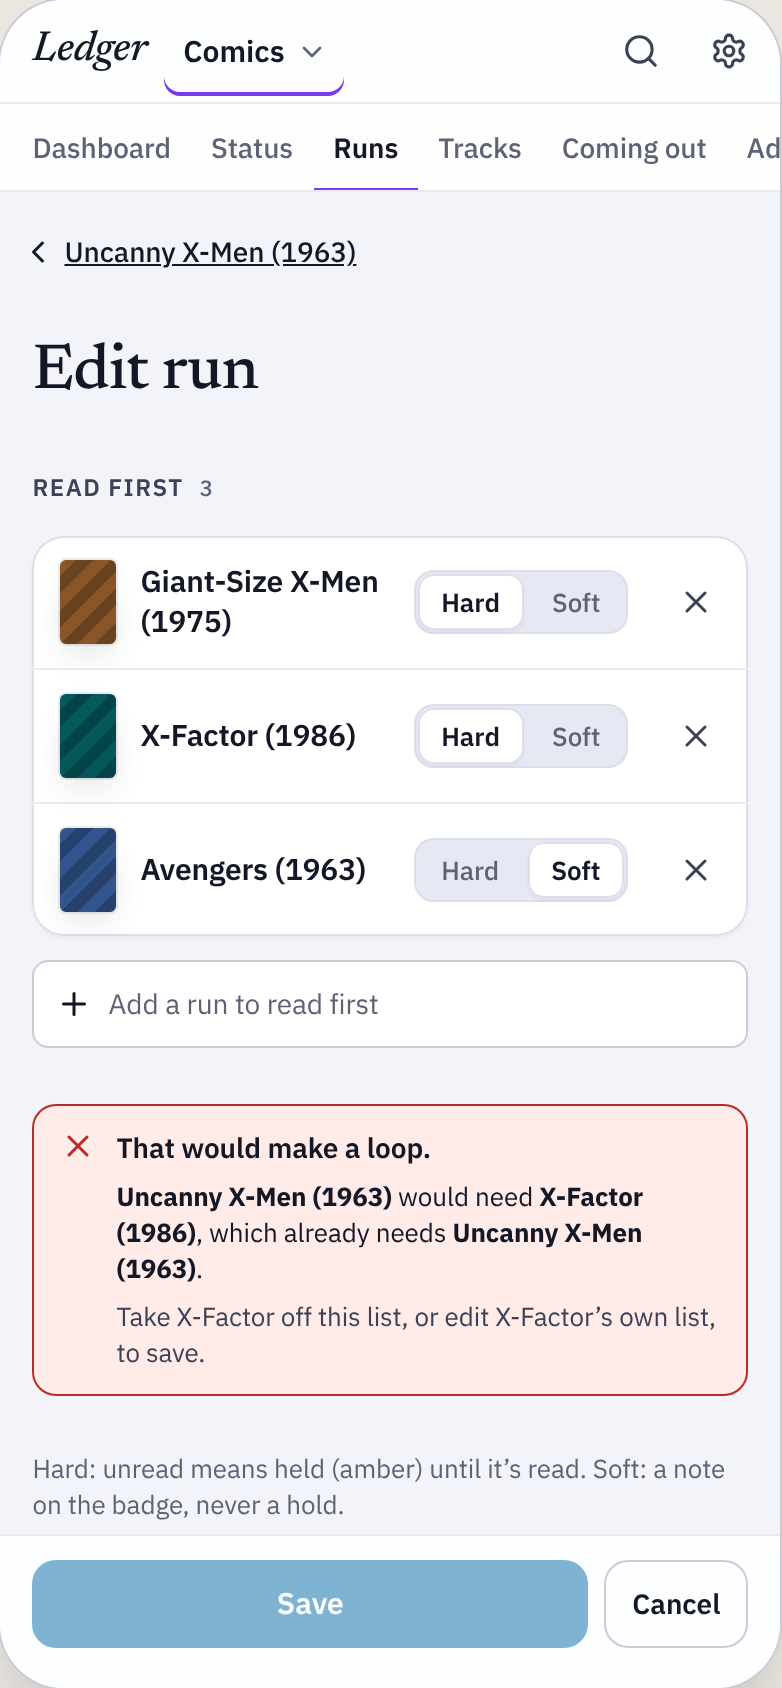 Ledger Comics
Dashboard Status Runs Tracks Coming out Ad
Uncanny X-Men (1963)
Edit run
READ FIRST 3
Giant-Size X-Men
(1975)
Hard Soft
X-Factor (1986)
Hard Soft
Avengers (1963)
Hard Soft
Add a run to read first
That would make a loop.
Uncanny X-Men (1963) would need X-Factor
(1986), which already needs Uncanny X-Men
(1963).
Take X-Factor off this list, or edit X-Factor’s own list,
to save.
Hard: unread means held (amber) until it’s read. Soft: a note
on the badge, never a hold.
Save Cancel